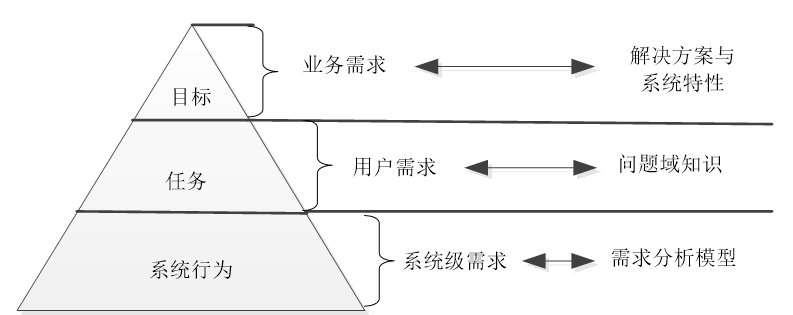 目标
业务需求
解决方案与
系统特性
任务
用户需求
问题域知识
系统行为
系统级需求
需求分析模型